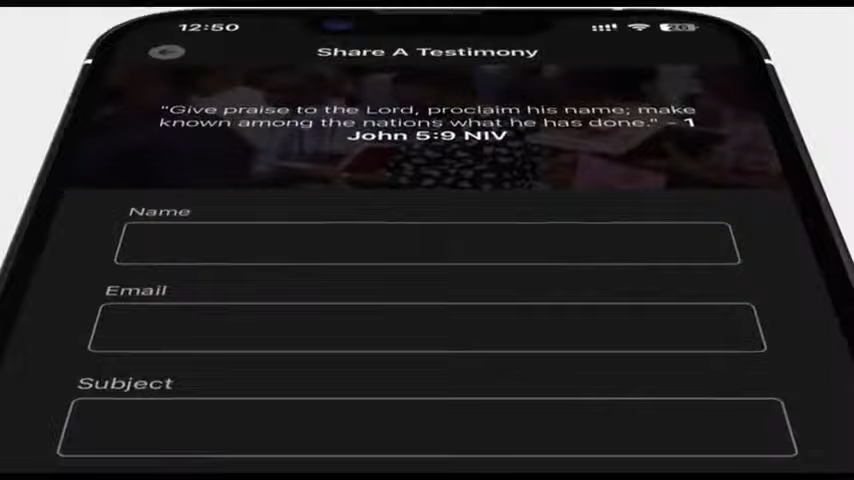 12:50
20
Share A Testimony
"Give praise to the Lord, proclaim his name; make
known among the nations what he has done." - 1
John 5:9 NIV
Name
Email
Subject